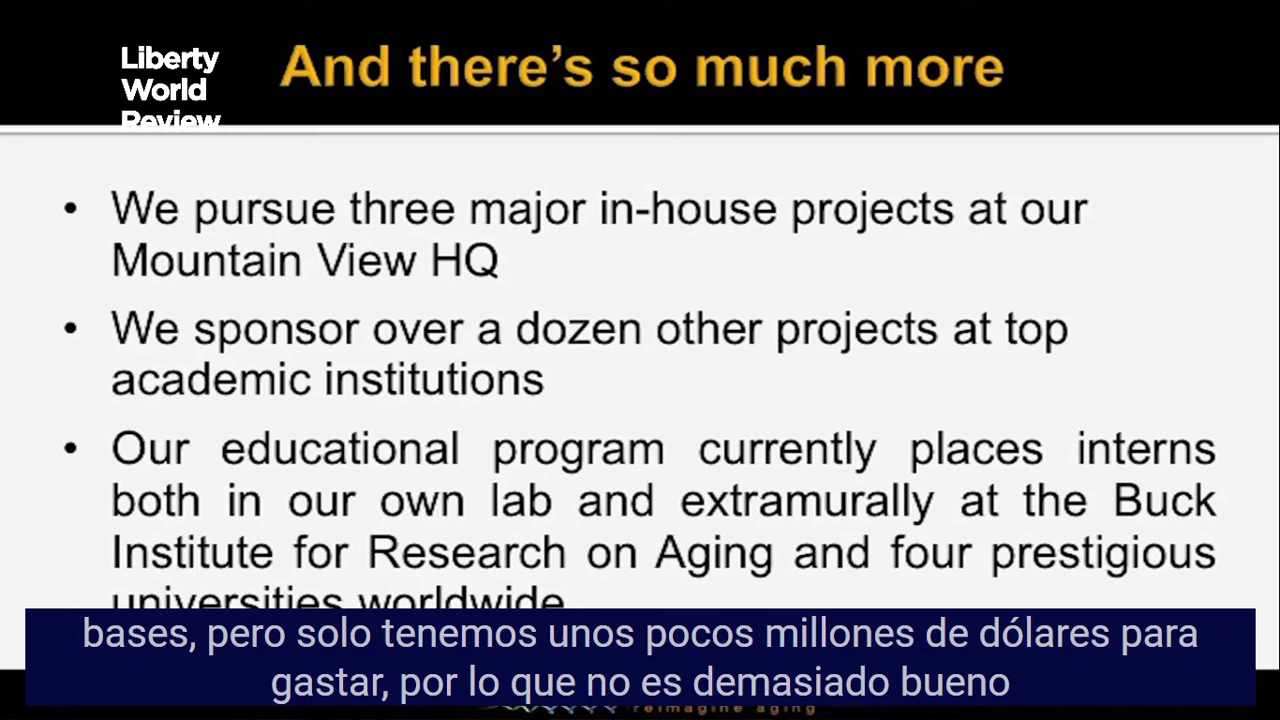 Liberty
World
Review
And there's so much more
• We pursue three major in-house projects at our
Mountain View HQ
• We sponsor over a dozen other projects at top
academic institutions
• Our educational program currently places interns
both in our own lab and extramurally at the Buck
Institute for Research on Aging and four prestigious
universities worldwide
bases, pero solo tenemos unos pocos millones de dólares para
gastar, por lo que no es demasiado bueno
reimagine aging